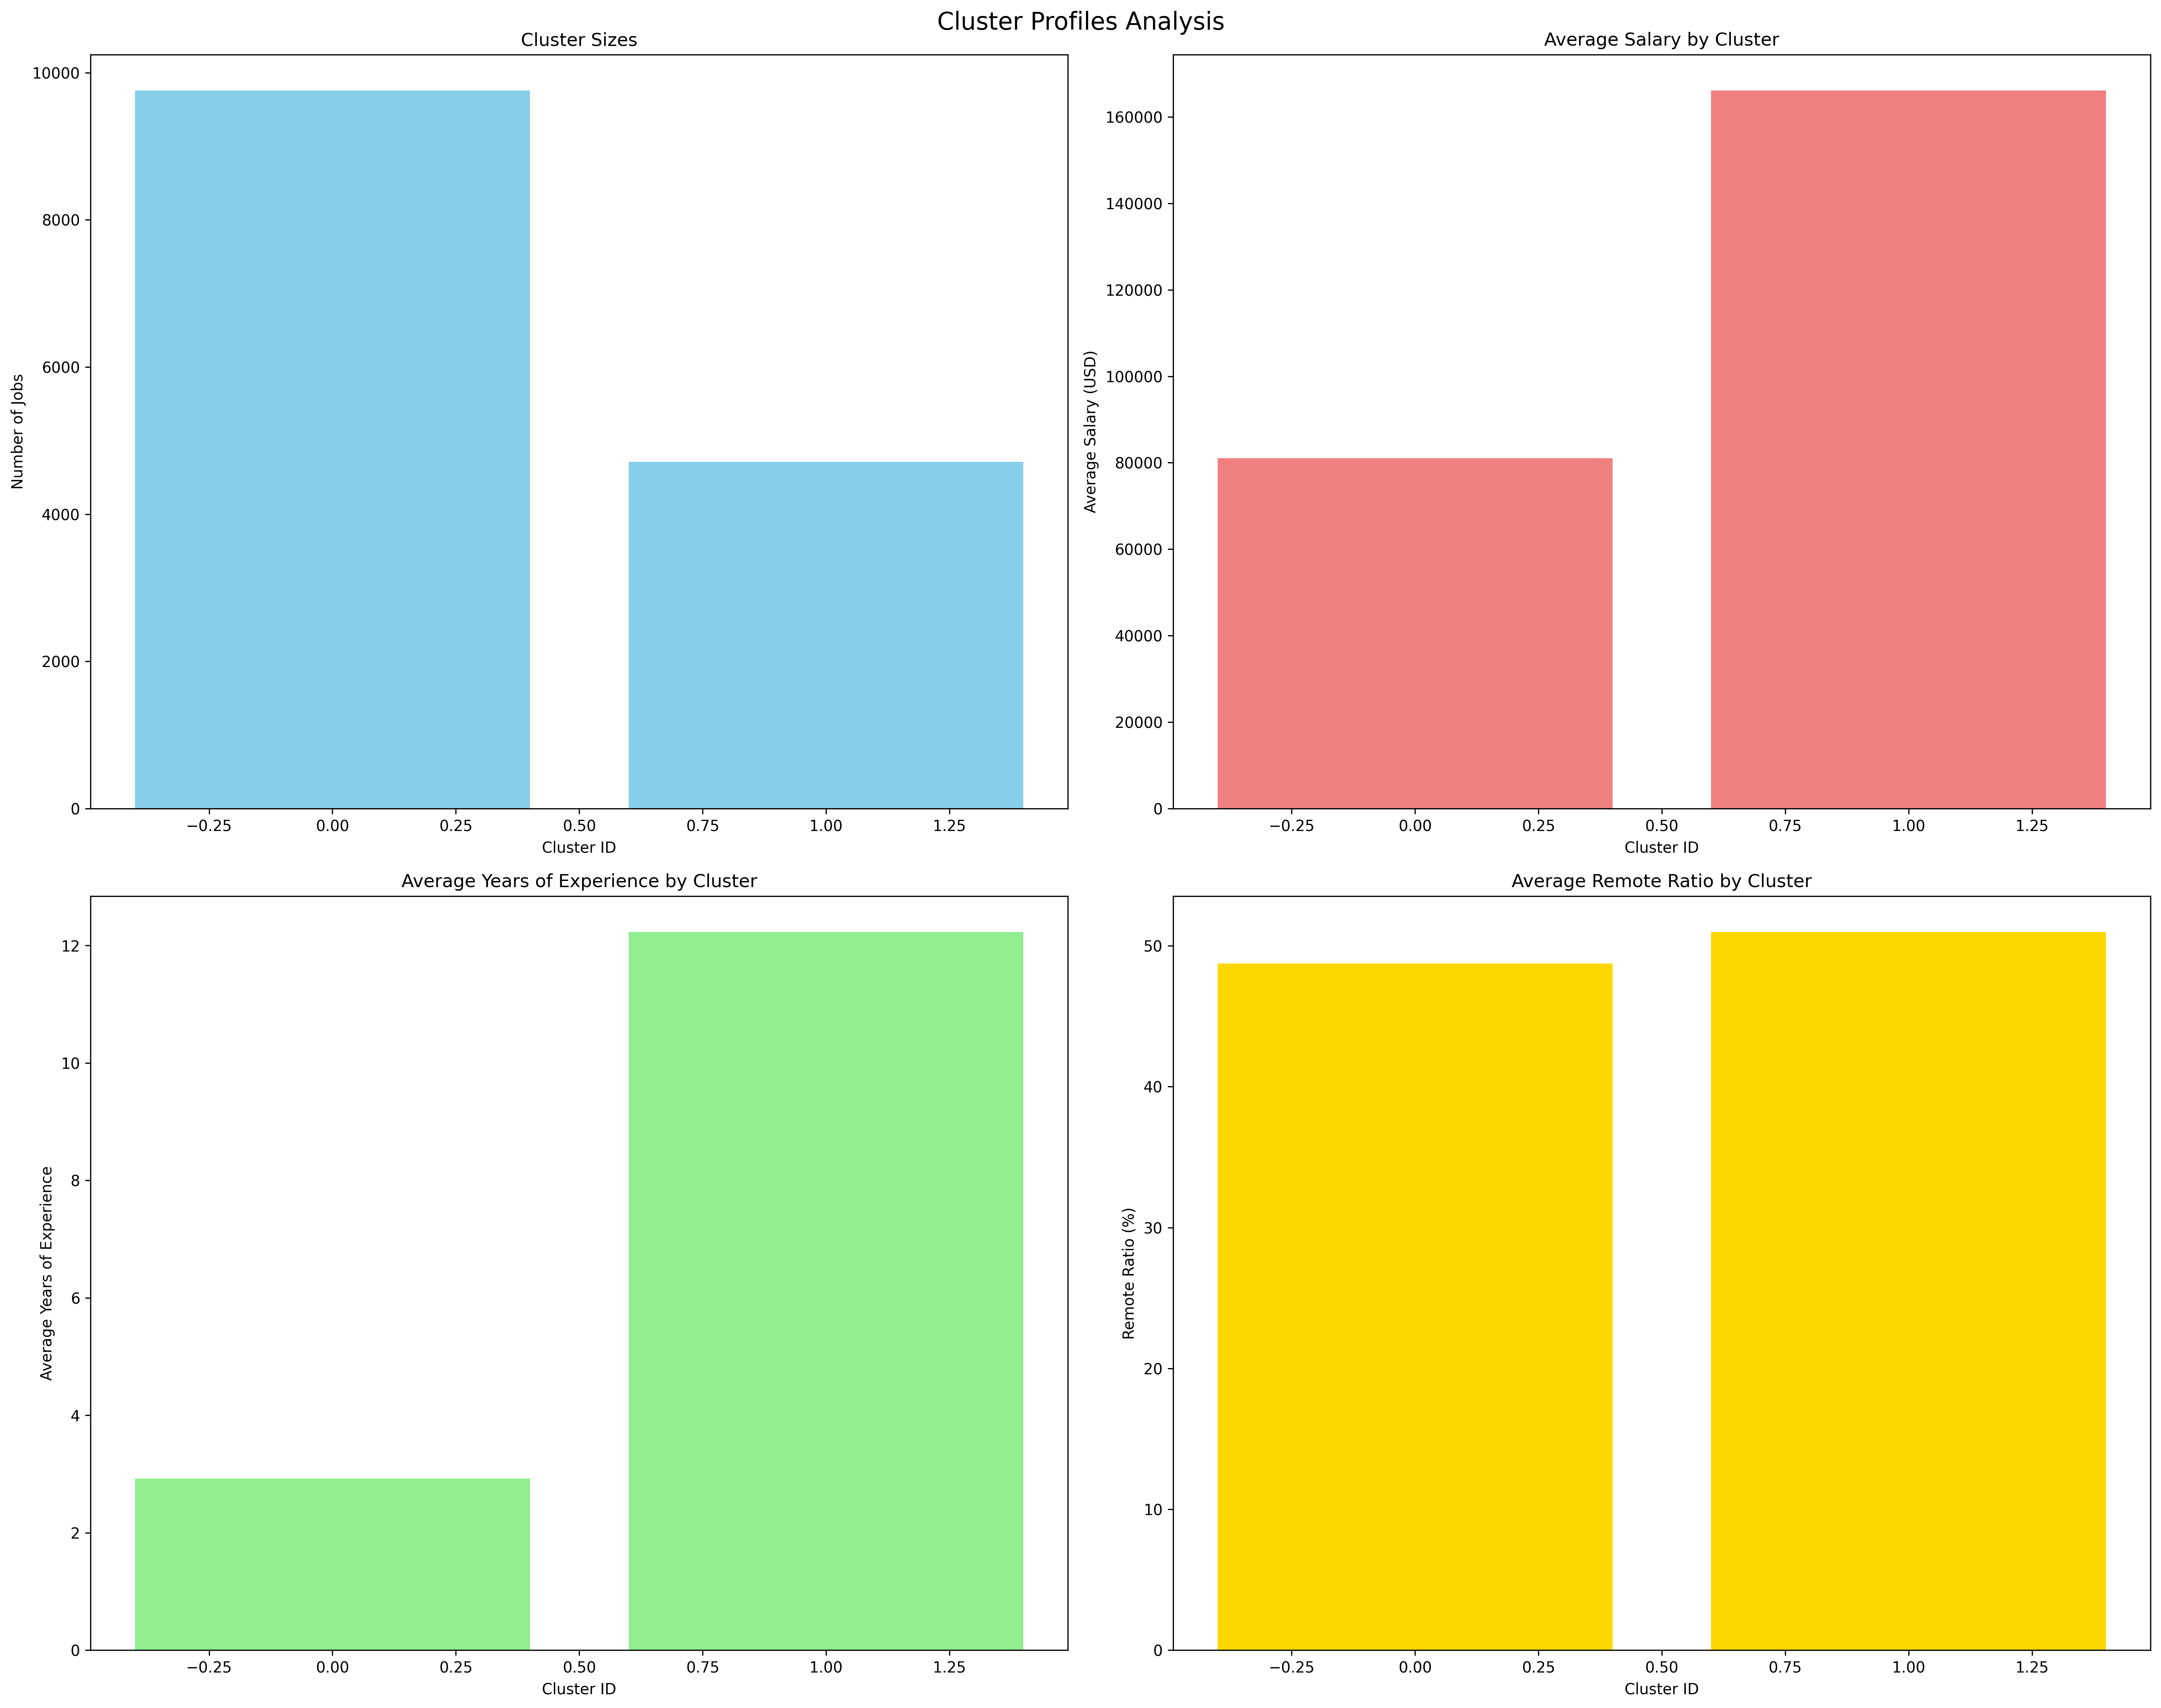 Cluster Profiles Analysis
Cluster Sizes
10000
8000
6000
4000
2000
0
Number of Jobs
−0.25 0.00 0.25 0.50 0.75 1.00 1.25
Cluster ID
Average Salary by Cluster
160000
140000
120000
100000
80000
60000
40000
20000
0
Average Salary (USD)
−0.25 0.00 0.25 0.50 0.75 1.00 1.25
Cluster ID
Average Years of Experience by Cluster
12
10
8
6
4
2
0
Average Years of Experience
−0.25 0.00 0.25 0.50 0.75 1.00 1.25
Cluster ID
Average Remote Ratio by Cluster
50
40
30
20
10
0
Remote Ratio (%)
−0.25 0.00 0.25 0.50 0.75 1.00 1.25
Cluster ID